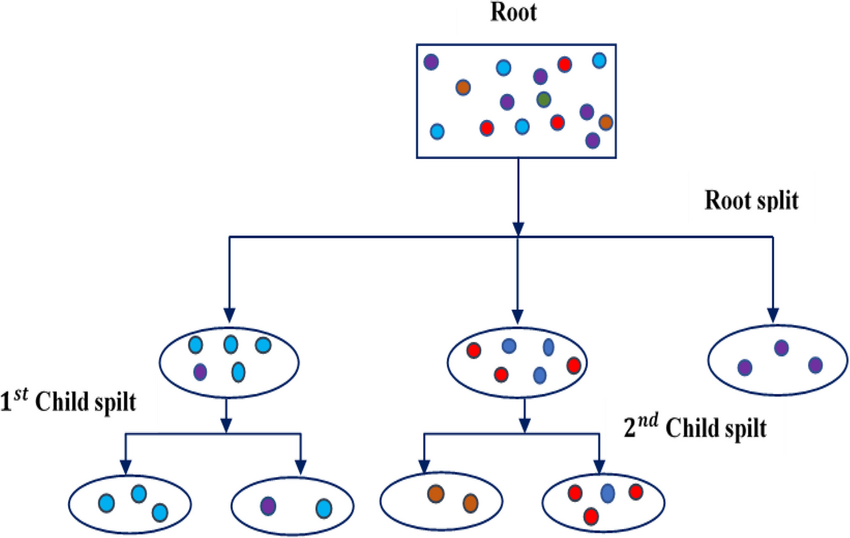 Root
Root split
1st Child spilt
2nd Child spilt